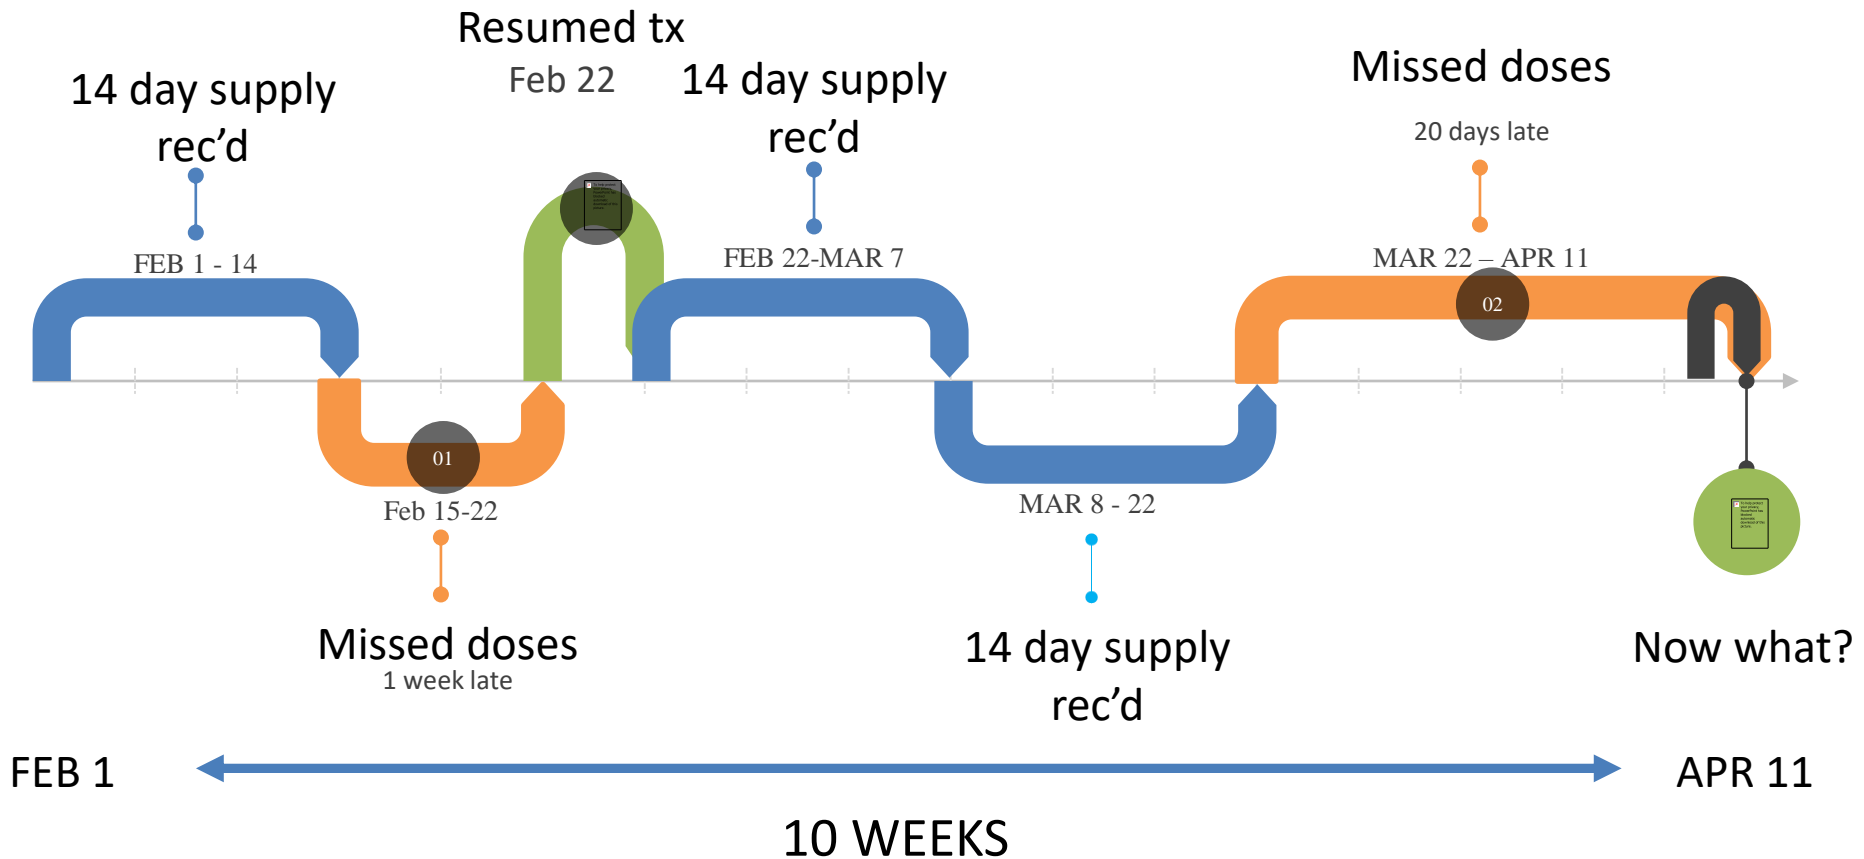 Resumed tx
Feb 22
14 day supply
rec’d
14 day supply
rec’d
Missed doses
20 days late
FEB 1 - 14
FEB 22-MAR 7
MAR 22 – APR 11
02
01
Feb 15-22
MAR 8 - 22
Missed doses
1 week late
14 day supply
rec’d
Now what?
FEB 1
APR 11
10 WEEKS